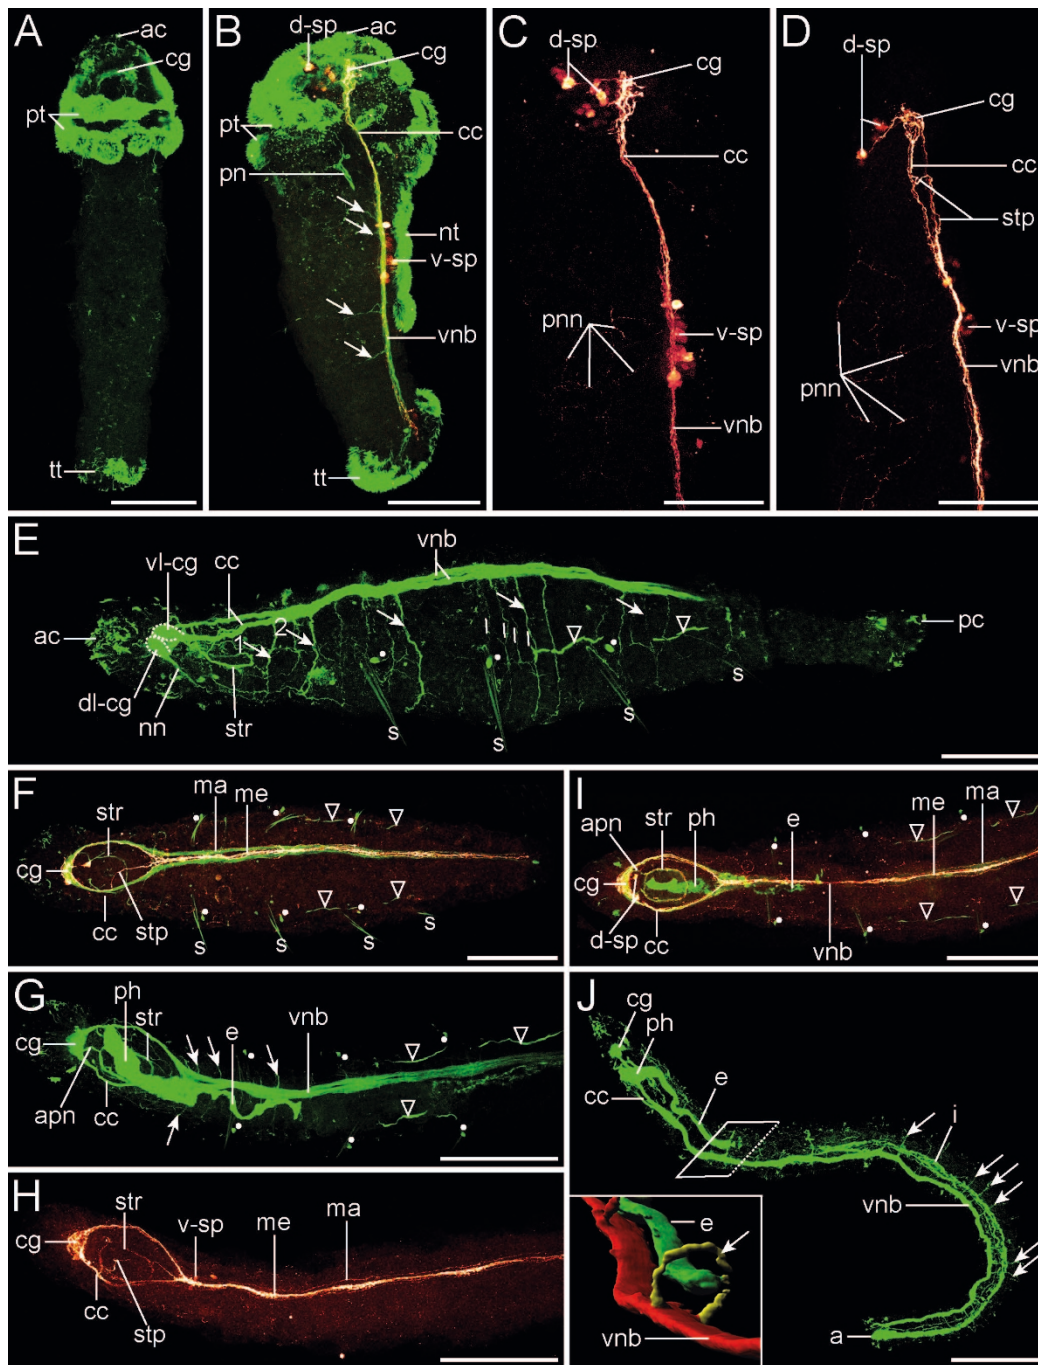 A
ac
cg
pt
tt
B
d-sp
ac
cg
pt
cc
pn
nt
v-sp
vnb
tt
C
d-sp
cg
cc
pnn
v-sp
vnb
D
d-sp
cg
cc
stp
v-sp
pnn
vnb
E
vnb
vl-cg
cc
ac
1
2
pc
dl-cg
nn
str
s
s
s
s
F
str
ma
me
cg
cc
stp
s
s
s
s
I
apn
str
ph
e
me
ma
cg
d-sp
cc
vnb
G
ph
str
e
vnb
cg
apn
cc
J
cg
ph
cc
e
i
vnb
a
e
vnb
H
str
v-sp
me
ma
cg
cc
stp